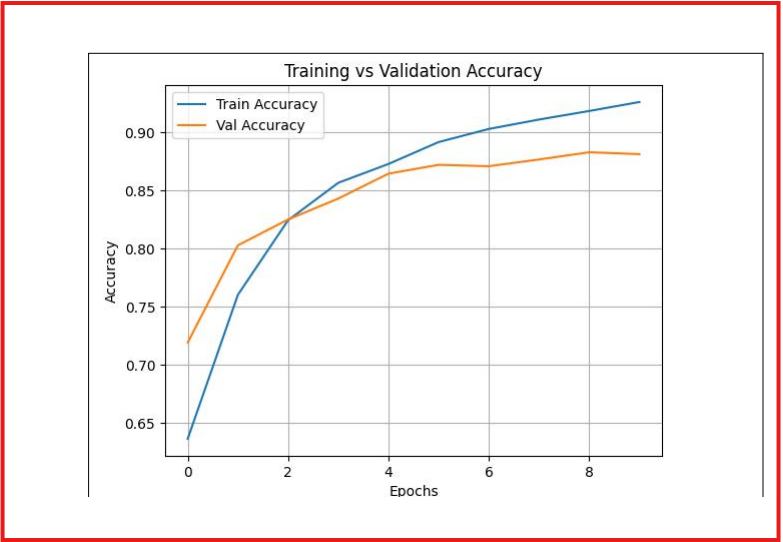 Training vs Validation Accuracy
Train Accuracy
Val Accuracy
0.90
0.85
0.80
0.75
0.70
0.65
Accuracy
0 2 4 6 8
Epochs